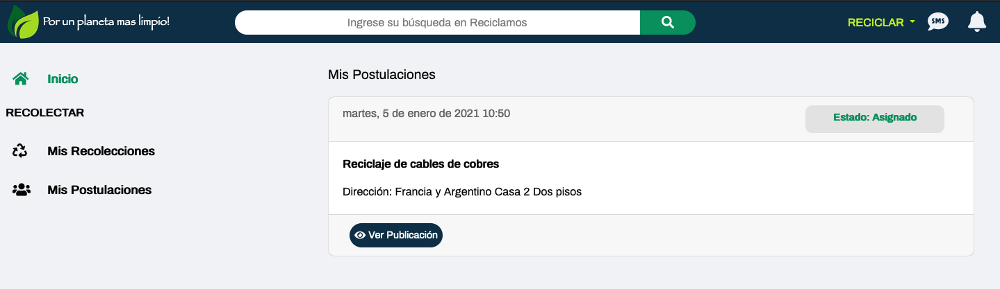 Por un planeta mas limpio!
Ingrese su búsqueda en Reciclamos
RECICLAR
SMS
Inicio
RECOLECTAR
Mis Recolecciones
Mis Postulaciones
Mis Postulaciones
martes, 5 de enero de 2021 10:50
Estado: Asignado
Reciclaje de cables de cobres
Dirección: Francia y Argentino Casa 2 Dos pisos
Ver Publicación